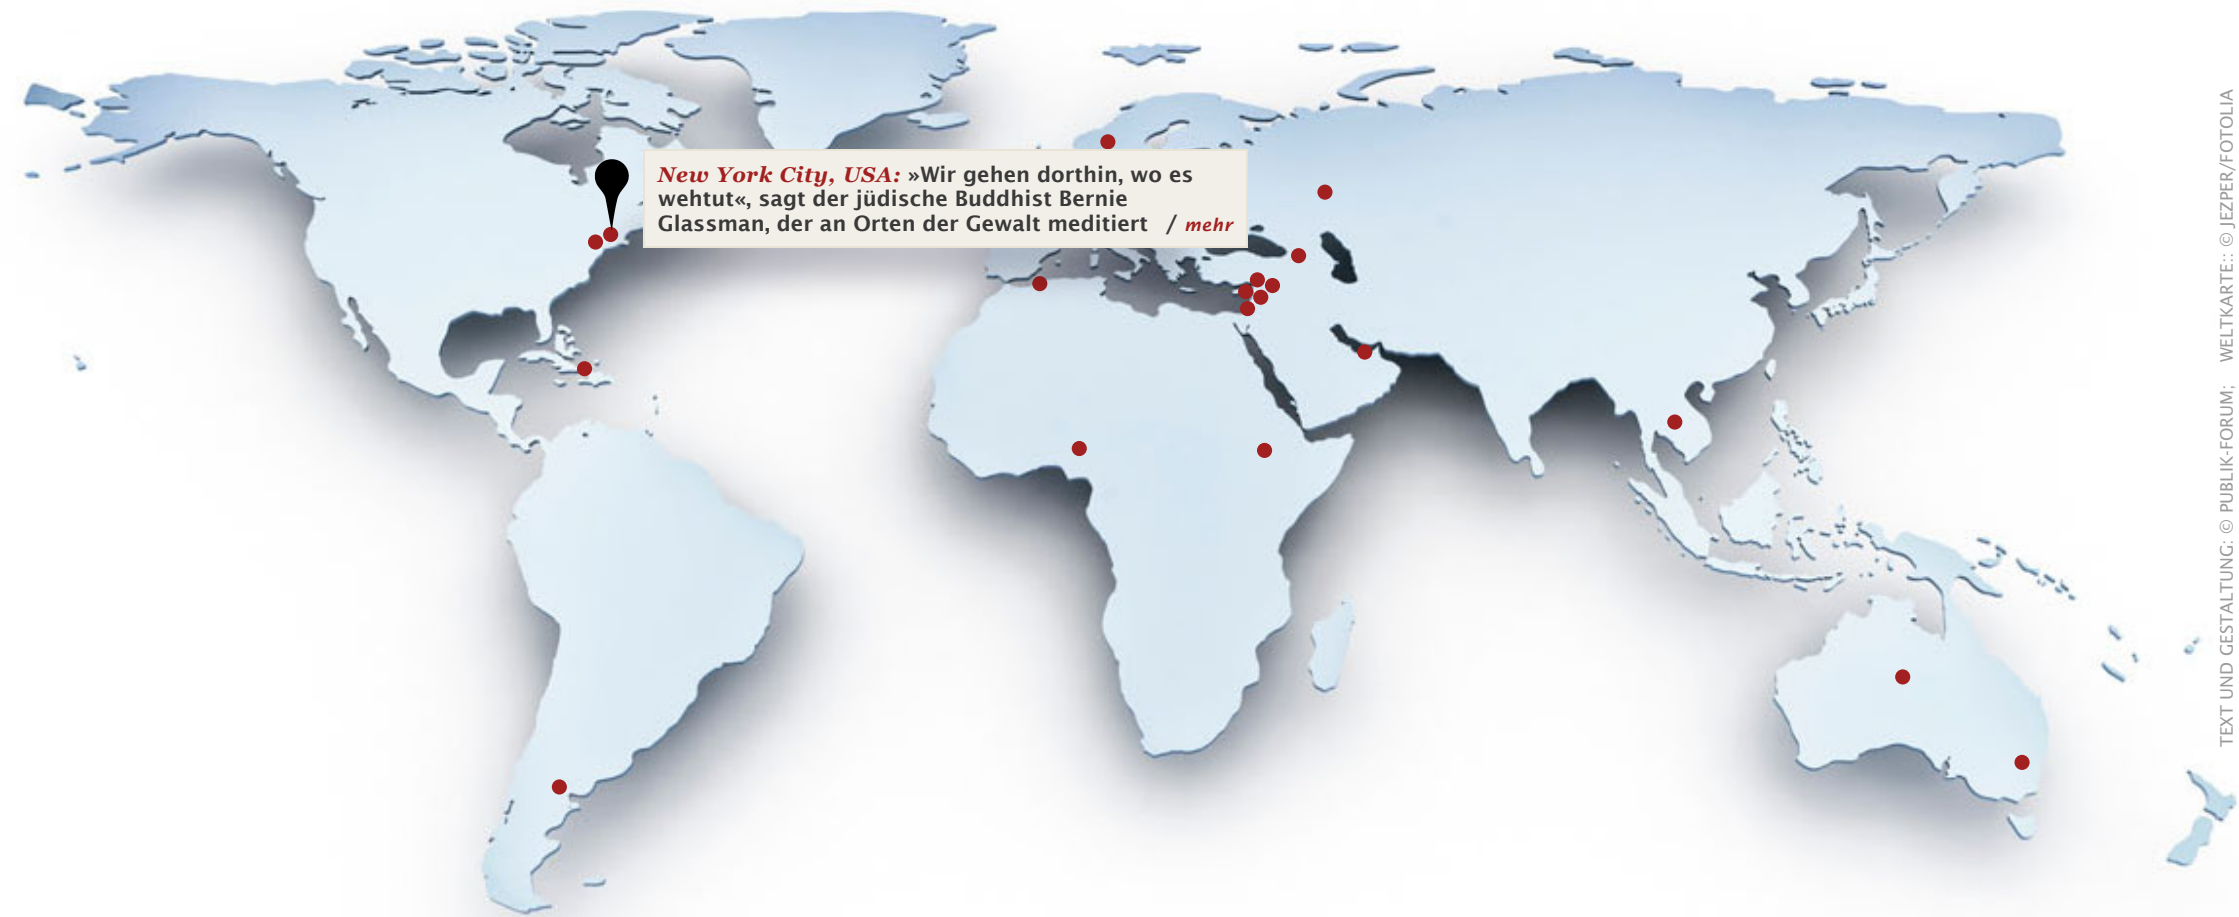 New York City, USA: »Wir gehen dorthin, wo es
wehtut«, sagt der jüdische Buddhist Bernie
Glassman, der an Orten der Gewalt meditiert / mehr
TEXT UND GESTALTUNG: © PUBLIK-FORUM; WELTKARTE:: © JEZPER/FOTOLIA